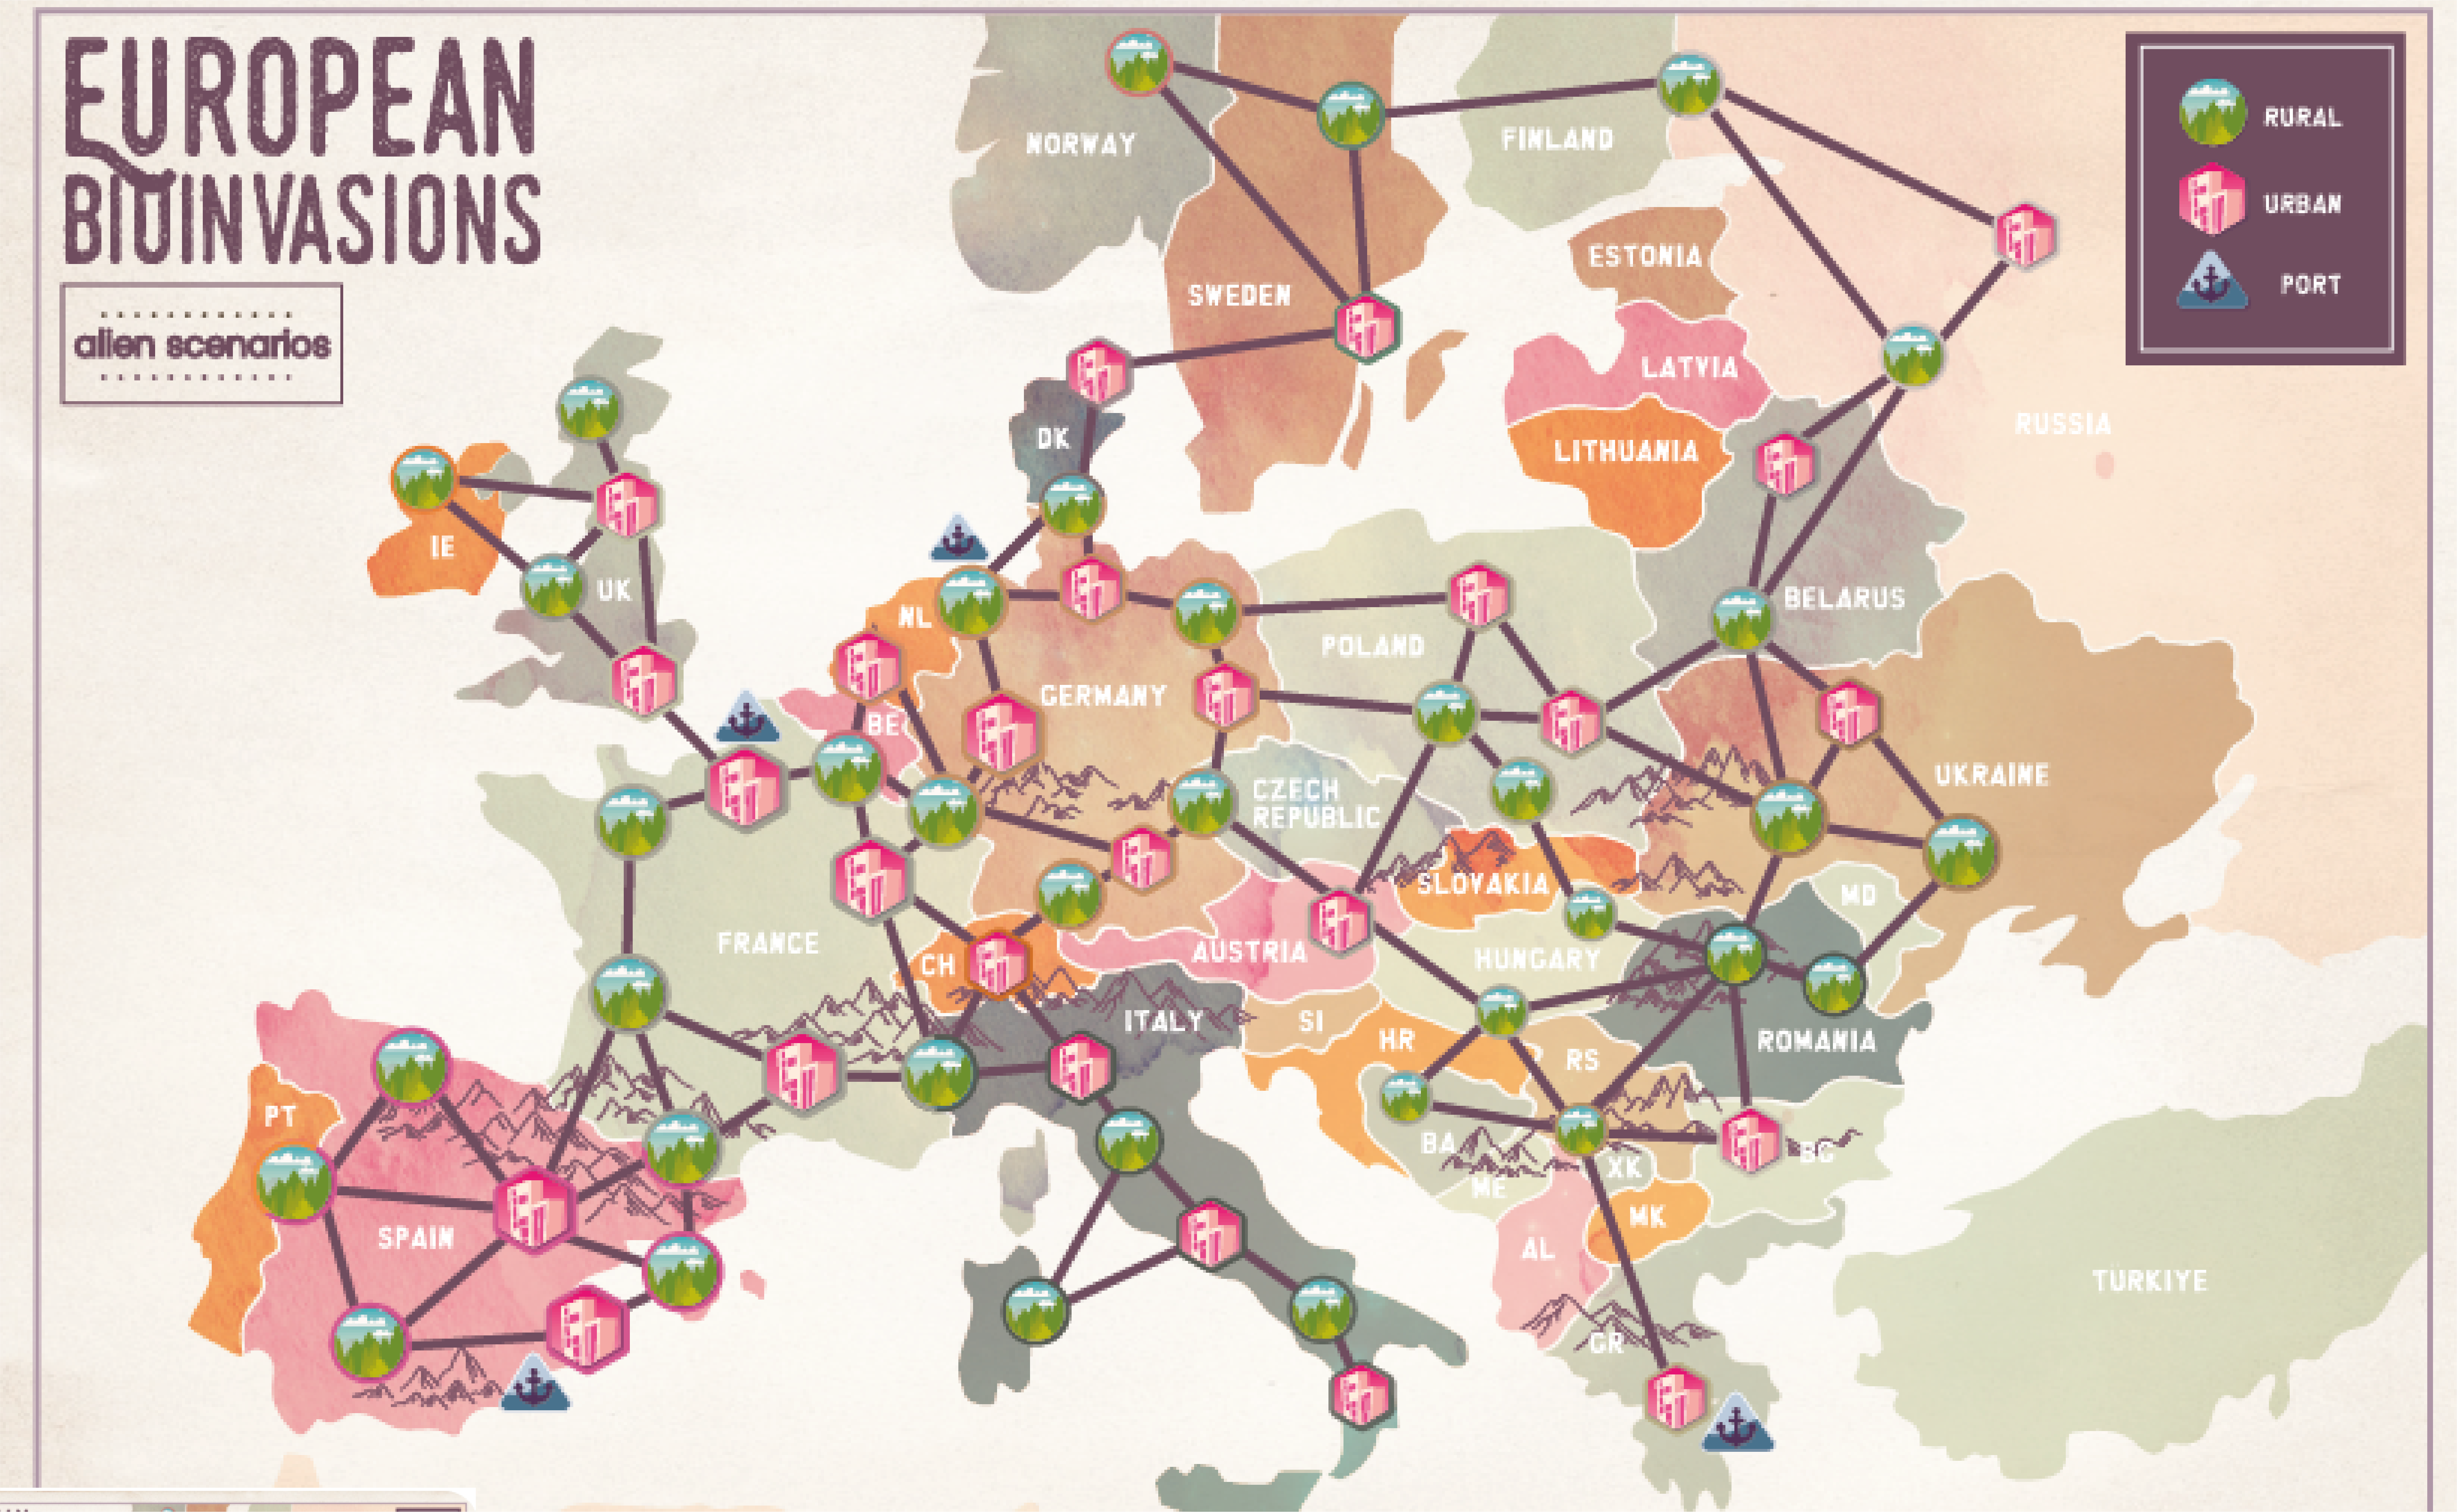 EUROPEAN
BIOINVASIONS
alien scenarios
RURAL
URBAN
PORT
NORWAY
FINLAND
ESTONIA
SWEDEN
LATVIA
RUSSIA
DK
LITHUANIA
IE
UK
BELARUS
NL
POLAND
GERMANY
BE
UKRAINE
CZECH
REPUBLIC
SLOVAKIA
MD
FRANCE
AUSTRIA
HUNGARY
CH
ITALY
SI
HR
ROMANIA
RS
PT
BA
BG
XK
ME
MK
SPAIN
AL
TURKIYE
GR